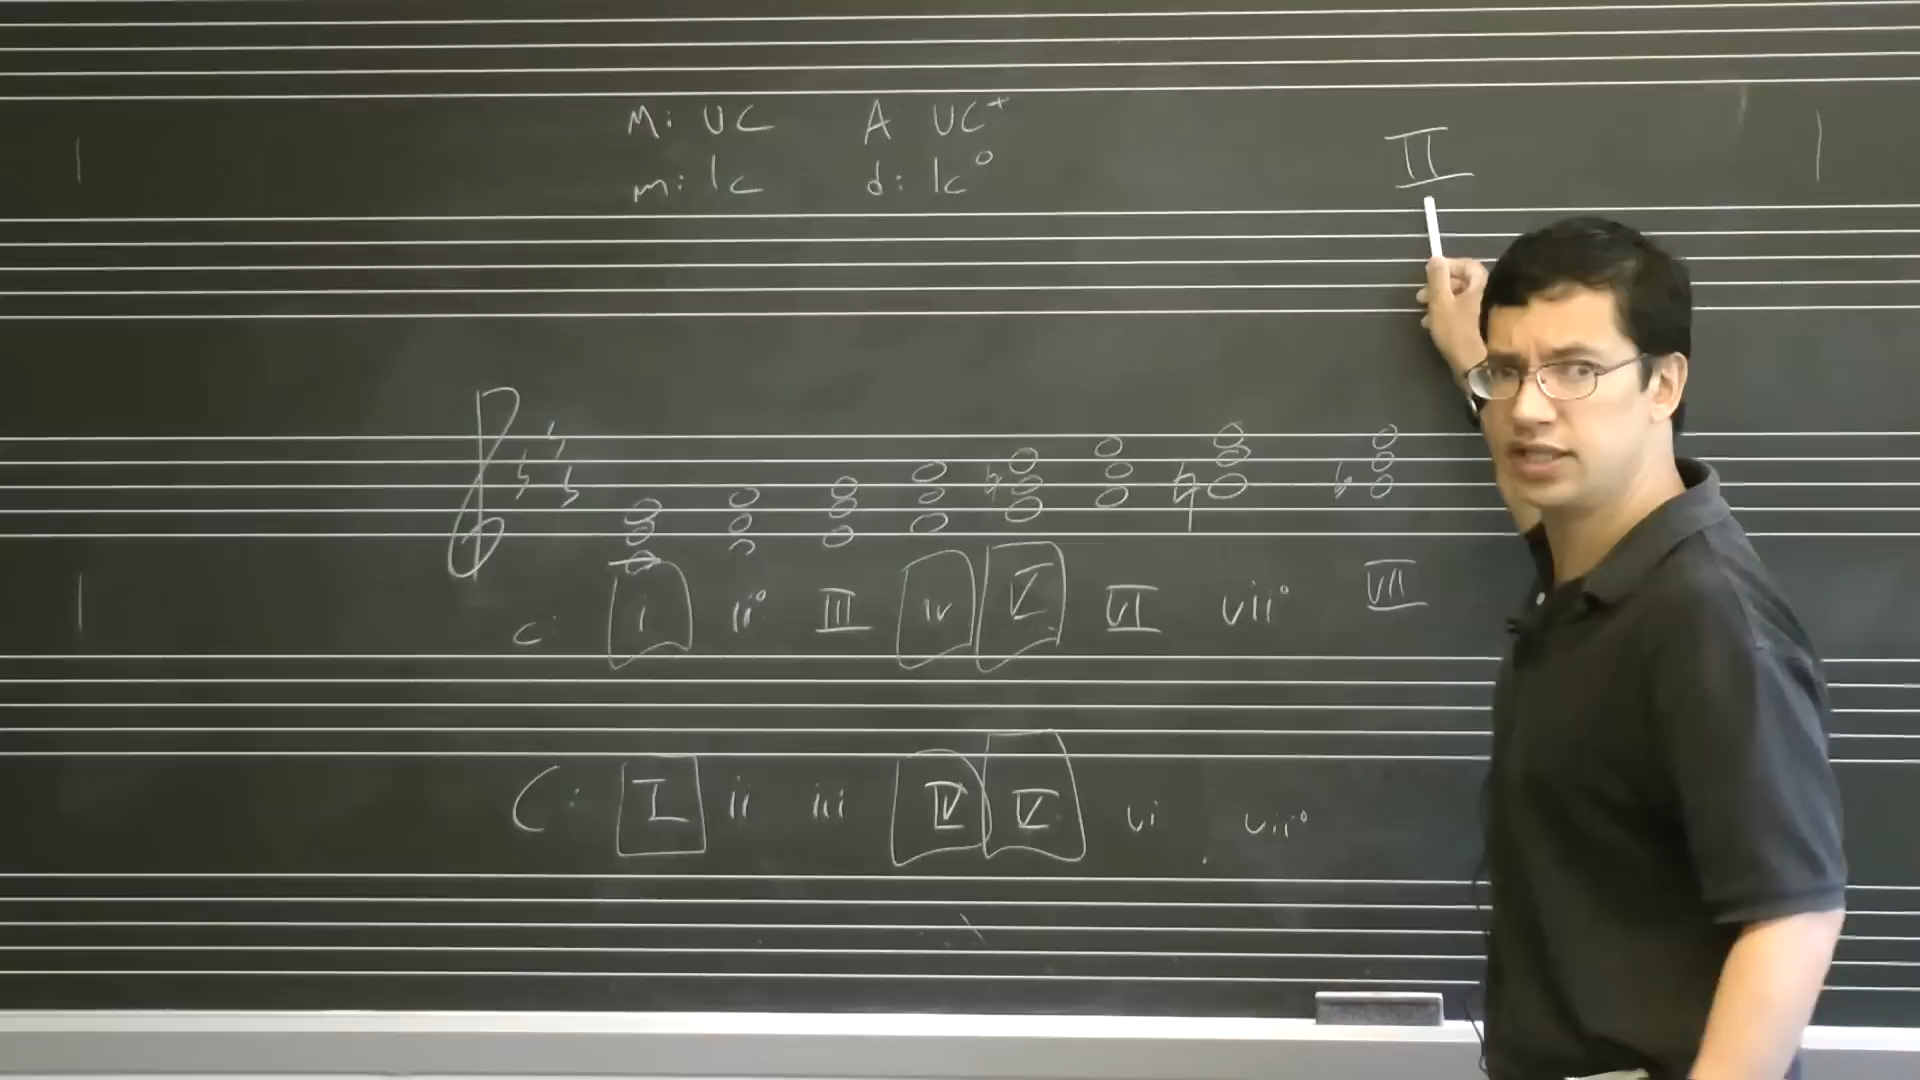 M: UC A: UC+
m: lc d: lc°
II
c: i ii° III iv V VI vii° VII
C: I ii iii IV V vi vii°